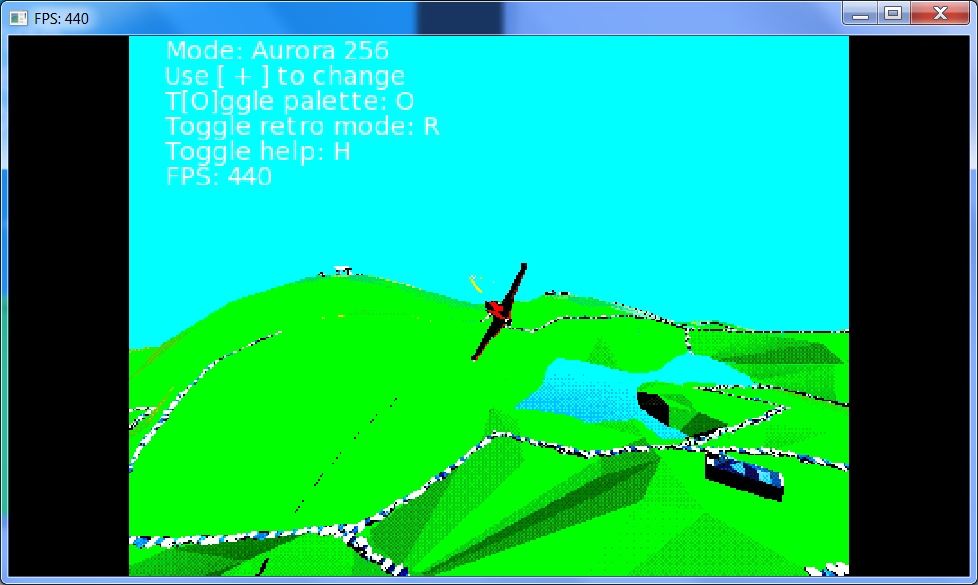 FPS: 440
Mode: Aurora 256
Use [ + ] to change
T[O]ggle palette: O
Toggle retro mode: R
Toggle help: H
FPS: 440